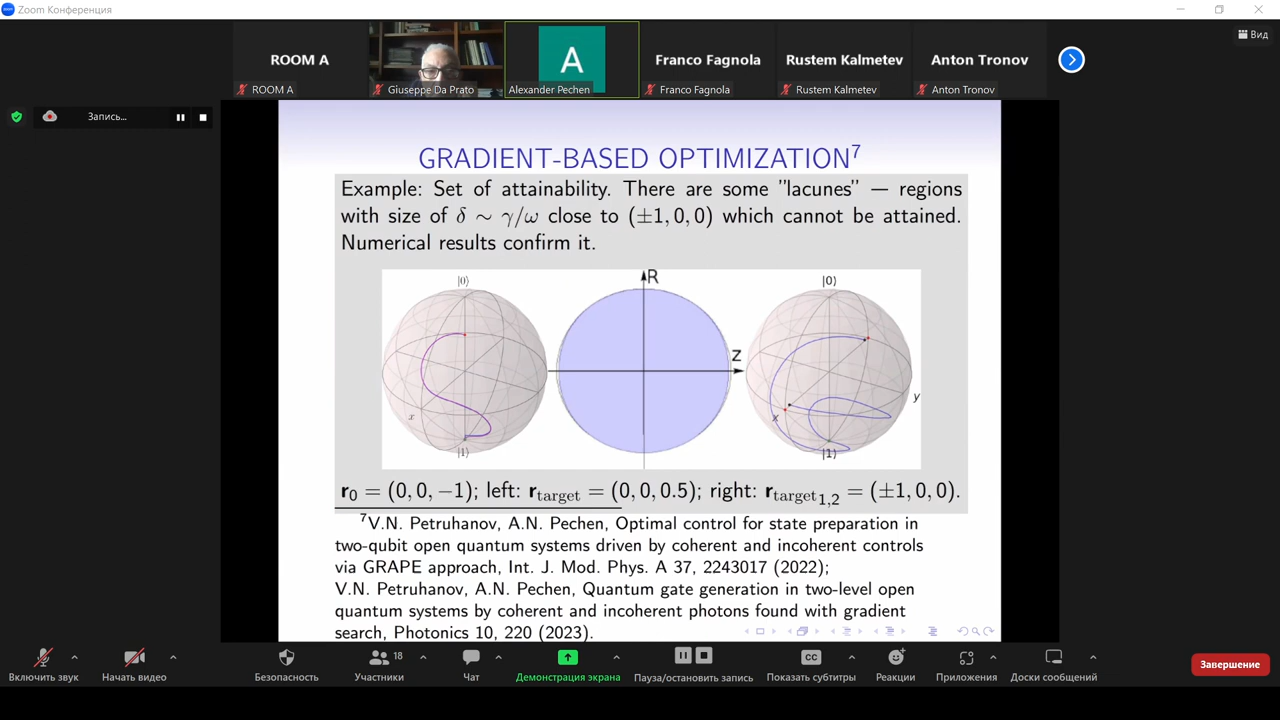 Zoom Конференция
Вид
ROOM A
Franco Fagnola
Rustem Kalmetev
Anton Tronov
A
ROOM A
Giuseppe Da Prato
Alexander Pechen
Franco Fagnola
Rustem Kalmetev
Anton Tronov
Запись...
GRADIENT-BASED OPTIMIZATION⁷
Example: Set of attainability. There are some "lacunes" — regions
with size of δ ∼ γ/ω close to (±1, 0, 0) which cannot be attained.
Numerical results confirm it.
|0⟩
R
|0⟩
Z
x
y
x
|1⟩
|1⟩
r₀ = (0, 0, −1); left: r_target = (0, 0, 0.5); right: r_target₁,₂ = (±1, 0, 0).
⁷V.N. Petruhanov, A.N. Pechen, Optimal control for state preparation in
two-qubit open quantum systems driven by coherent and incoherent controls
via GRAPE approach, Int. J. Mod. Phys. A 37, 2243017 (2022);
V.N. Petruhanov, A.N. Pechen, Quantum gate generation in two-level open
quantum systems by coherent and incoherent photons found with gradient
search, Photonics 10, 220 (2023).
18
CC
Включить звук
Начать видео
Безопасность
Участники
Чат
Демонстрация экрана
Пауза/остановить запись
Показать субтитры
Реакции
Приложения
Доски сообщений
Завершение